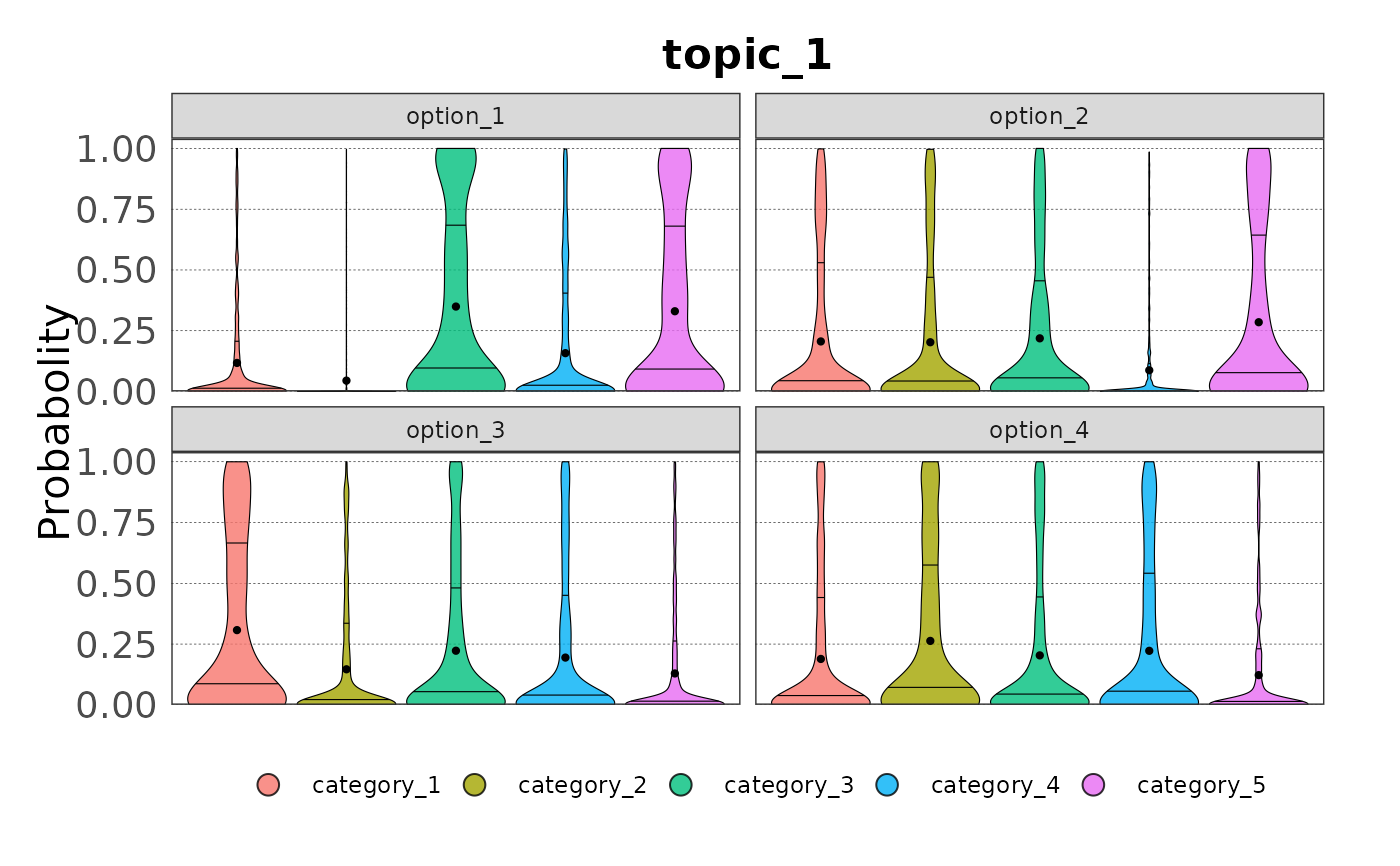 topic_1
option_1 option_2
1.00
0.75
0.50
0.25
0.00
Probabolity
option_3 option_4
1.00
0.75
0.50
0.25
0.00
category_1 category_2 category_3 category_4 category_5